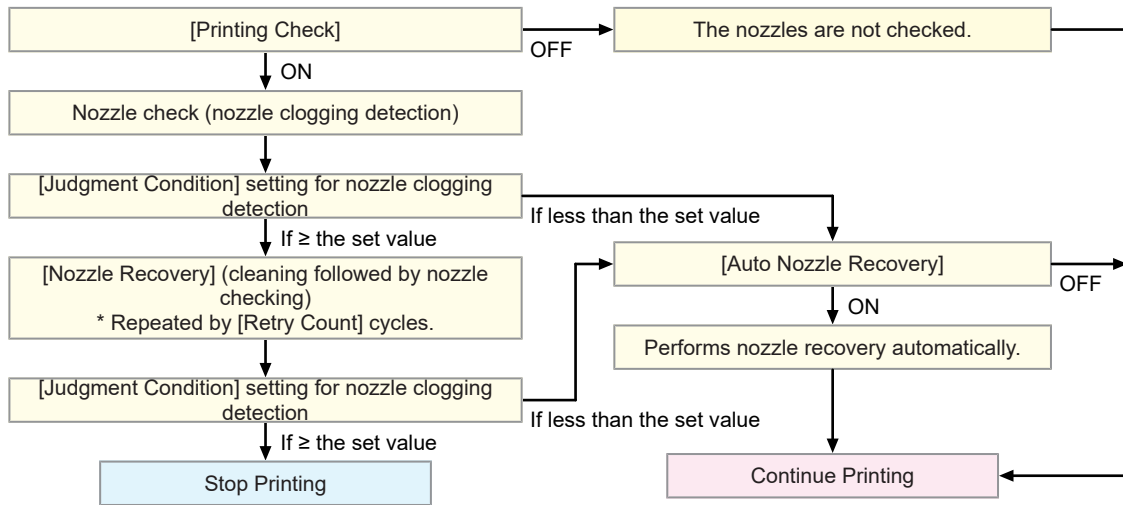 [Printing Check]
OFF
The nozzles are not checked.
ON
Nozzle check (nozzle clogging detection)
[Judgment Condition] setting for nozzle clogging
detection
If less than the set value
If ≥ the set value
[Nozzle Recovery] (cleaning followed by nozzle
checking)
* Repeated by [Retry Count] cycles.
[Auto Nozzle Recovery]
OFF
ON
Performs nozzle recovery automatically.
[Judgment Condition] setting for nozzle clogging
detection
If less than the set value
If ≥ the set value
Stop Printing
Continue Printing